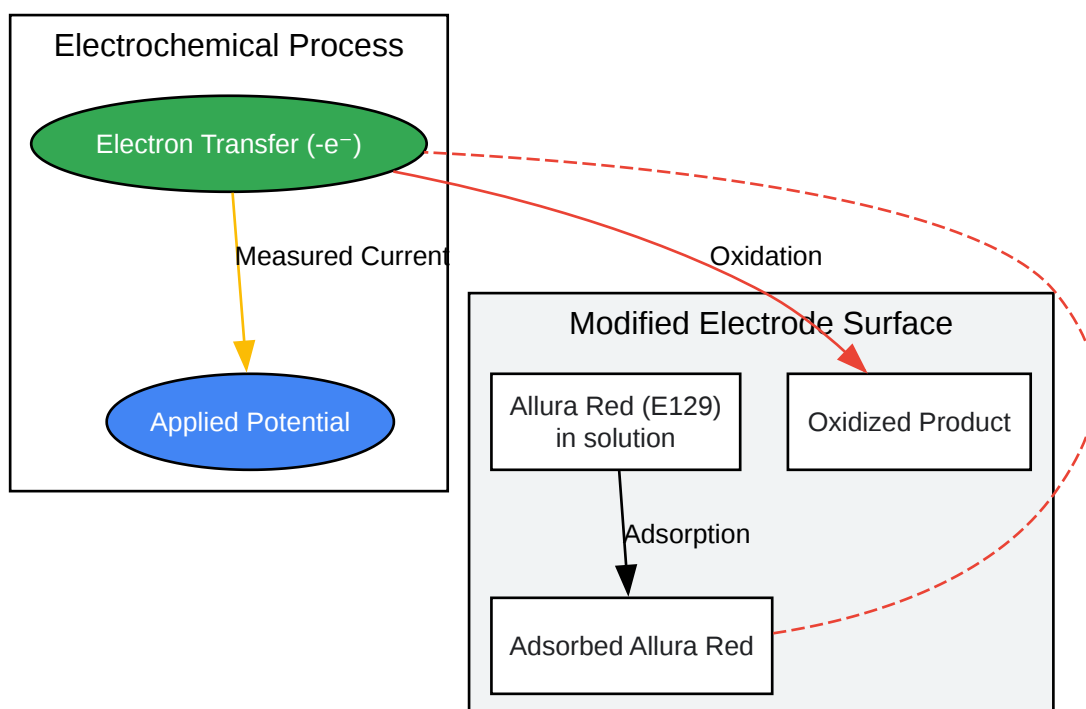 Electrochemical Process
Electron Transfer (-e⁻)
Measured Current
Applied Potential
Oxidation
Modified Electrode Surface
Allura Red (E129)
in solution
Oxidized Product
Adsorption
Adsorbed Allura Red